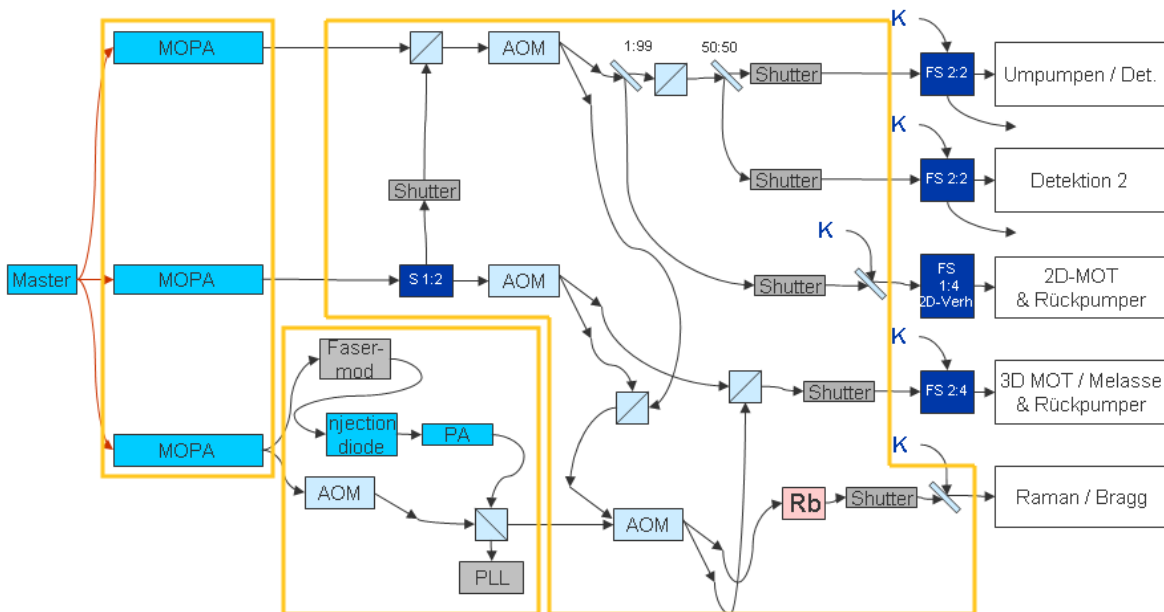 MOPA
AOM
1:99
50:50
Shutter
K
FS 2:2
Umpumpen / Det.
Shutter
Shutter
K
FS 2:2
Detektion 2
Master
MOPA
S 1:2
AOM
Shutter
K
FS
1:4
2D-Verh
2D-MOT
& Rückpumper
Faser-
mod
njection
diode
PA
Shutter
K
FS 2:4
3D MOT / Melasse
& Rückpumper
MOPA
AOM
PLL
AOM
Rb
Shutter
K
Raman / Bragg